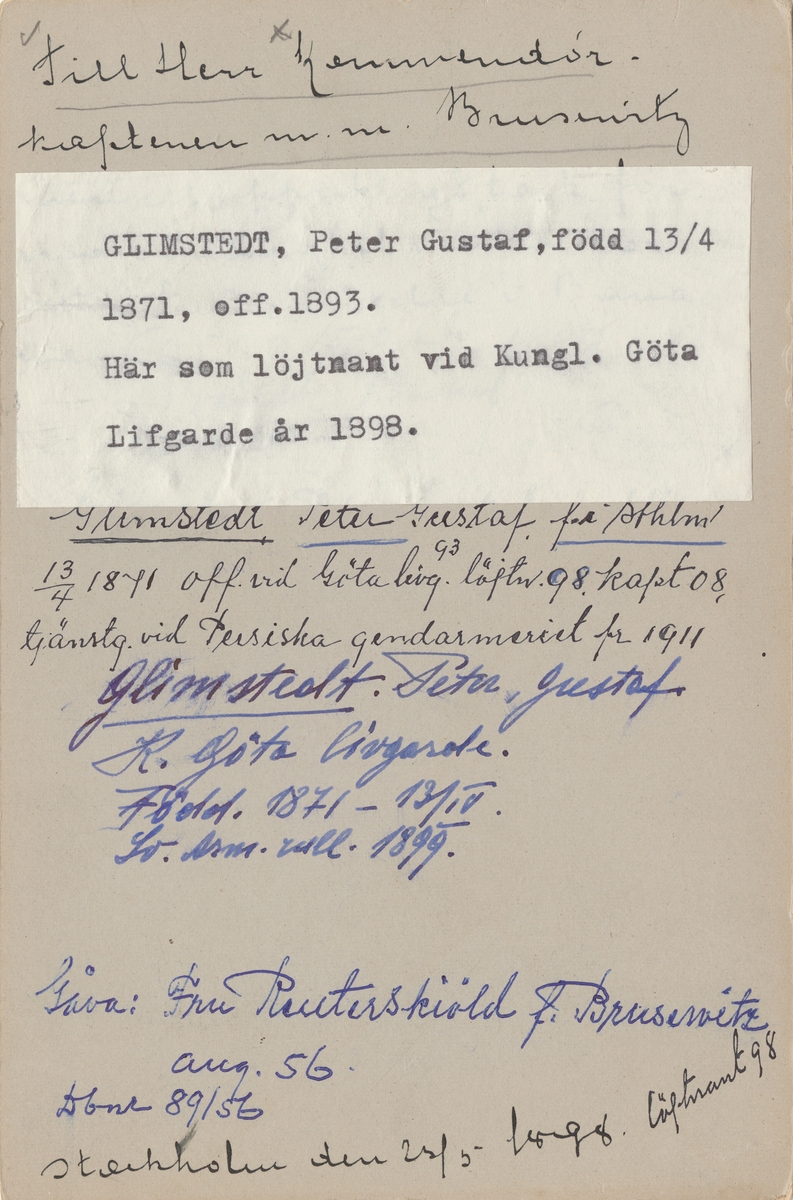 Till Herr Kommendör-
kaptenen m.m. Brusewitz
GLIMSTEDT, Peter Gustaf,född 13/4
1871, off.1893.
Här som löjtnant vid Kungl. Göta
Lifgarde år 1898.
Glimstedt Peter Gustaf, f. i Sthlm
13/4 1871 off. vid Göta livg. 93 löjtn. 98, kapt 08,
tjänstg. vid Persiska gendarmeriet fr 1911
Glimstedt. Peter, Gustaf.
K. Göta livgarde.
Född. 1871 – 13/IV.
Sv. Arm. rull. 1899.
Gåva: Fru Reuterskiöld f. Brusewitz
aug. 56.
Dbnr 89/56
Stockholm den /5 1898. löjtnant 98